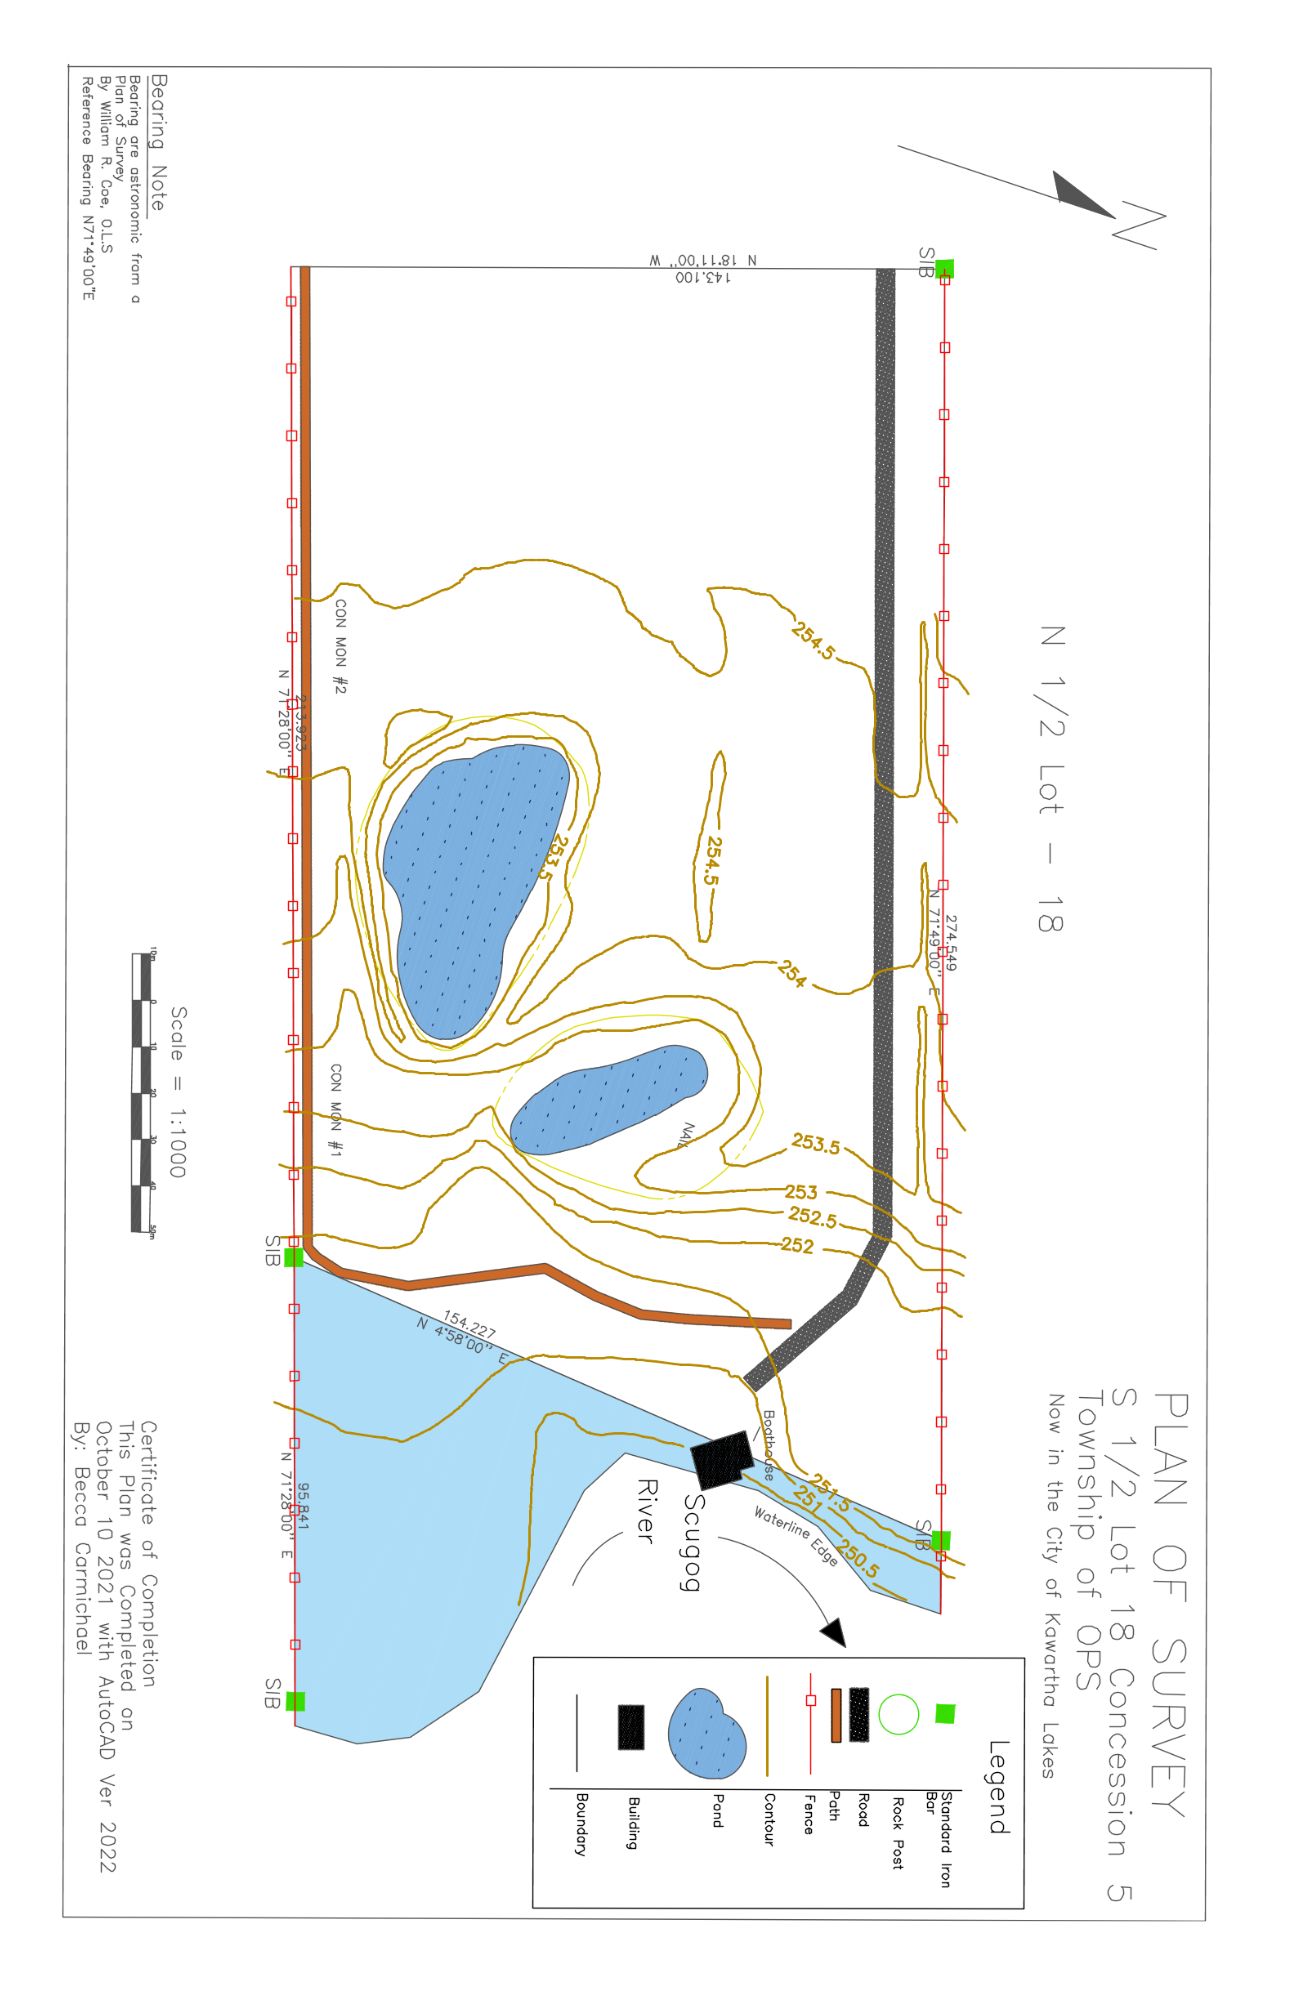 PLAN OF SURVEY
S 1/2 Lot 18 Concession 5
Township of OPS
Now in the City of Kawartha Lakes
N
N 1/2 Lot - 18
Legend
Standard Iron
Bar
Rock Post
Road
Path
Fence
Contour
Pond
Building
Boundary
274.549
N 71°49'00" E
SIB
SIB
254.5
254
253.5
253
252.5
252
251.5
251
250.5
Waterline Edge
Boathouse
Scugog
River
N 18°11'00" W
143.100
254.5
NAIL
253.5
154.227
N 4°58'00" E
CON MON #2
CON MON #1
213.923
N 71°28'00" E
95.841
N 71°28'00" E
SIB
SIB
Scale = 1:1000
10m 0 10 20 30 40 50m
Bearing Note
Bearing are astronomic from a
Plan of Survey
By William R. Coe, O.L.S
Reference Bearing N71°49'00"E
Certificate of Completion
This Plan was Completed on
October 10 2021 with AutoCAD Ver 2022
By: Becca Carmichael